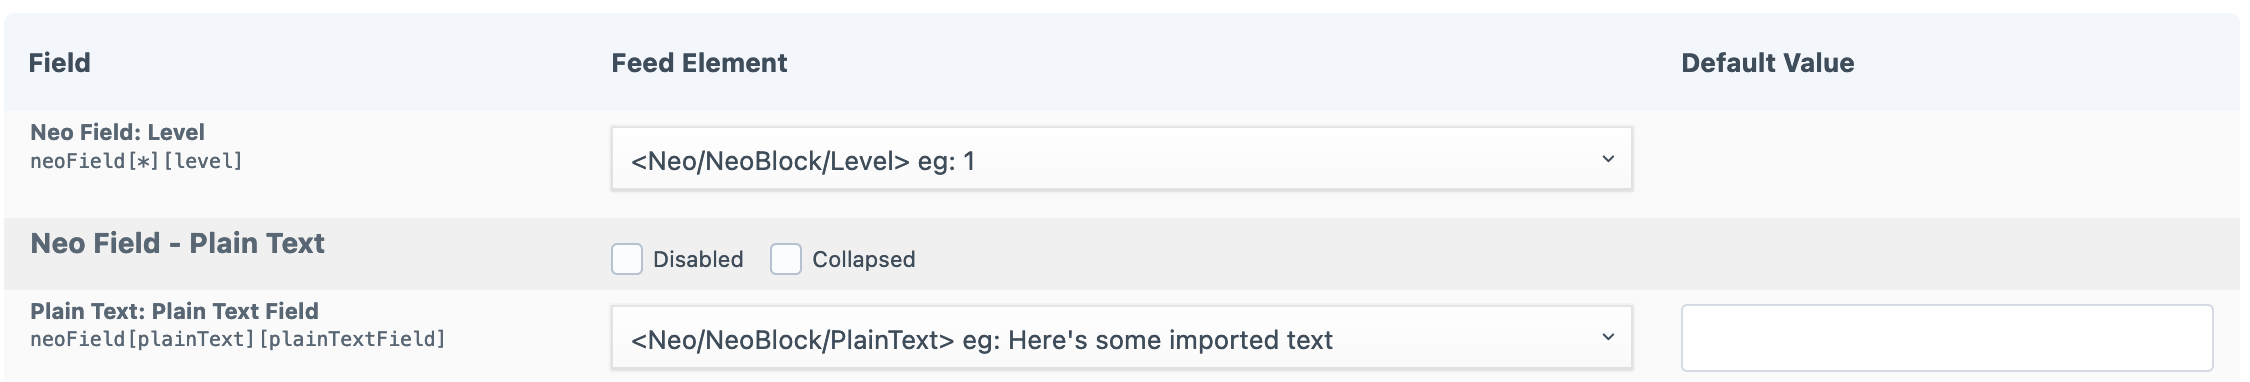 Field Feed Element Default Value
Neo Field: Level
neoField[*][level]
<Neo/NeoBlock/Level> eg: 1
Neo Field - Plain Text
Disabled Collapsed
Plain Text: Plain Text Field
neoField[plainText][plainTextField]
<Neo/NeoBlock/PlainText> eg: Here's some imported text